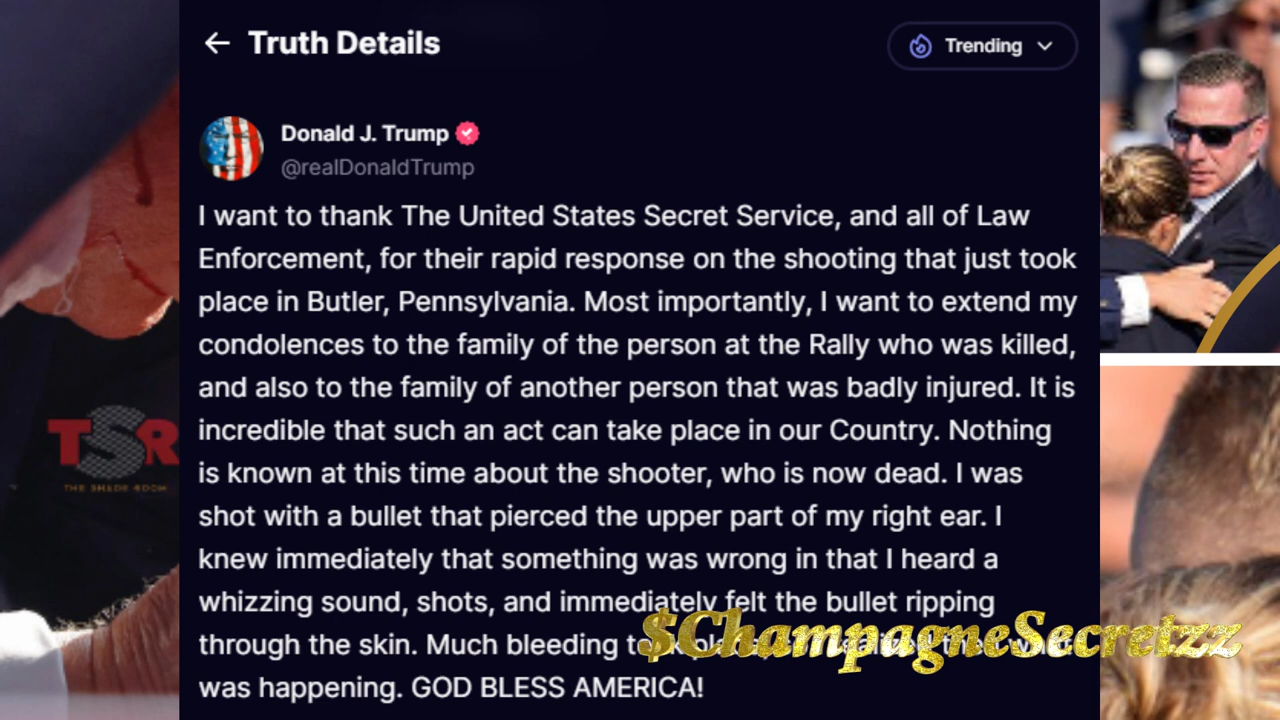 Truth Details
Trending
Donald J. Trump
@realDonaldTrump
I want to thank The United States Secret Service, and all of Law
Enforcement, for their rapid response on the shooting that just took
place in Butler, Pennsylvania. Most importantly, I want to extend my
condolences to the family of the person at the Rally who was killed,
and also to the family of another person that was badly injured. It is
incredible that such an act can take place in our Country. Nothing
is known at this time about the shooter, who is now dead. I was
shot with a bullet that pierced the upper part of my right ear. I
knew immediately that something was wrong in that I heard a
whizzing sound, shots, and immediately felt the bullet ripping
through the skin. Much bleeding
was happening. GOD BLESS AMERICA!
$ChampagneSecretzz
TSR
THE SHADE ROOM